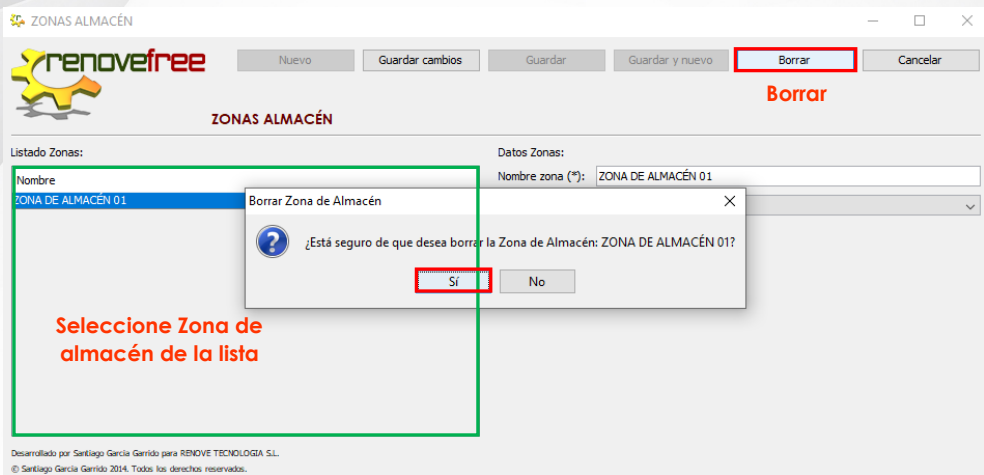 ZONAS ALMACÉN
renovefree
Nuevo Guardar cambios Guardar Guardar y nuevo Borrar Cancelar
Borrar
ZONAS ALMACÉN
Listado Zonas: Datos Zonas:
Nombre Nombre zona (*): ZONA DE ALMACÉN 01
ZONA DE ALMACÉN 01
Borrar Zona de Almacén
¿Está seguro de que desea borrar la Zona de Almacén: ZONA DE ALMACÉN 01?
Sí No
Seleccione Zona de
almacén de la lista
Desarrollado por Santiago Garcia Garrido para RENOVE TECNOLOGIA S.L.
© Santiago Garcia Garrido 2014. Todos los derechos reservados.